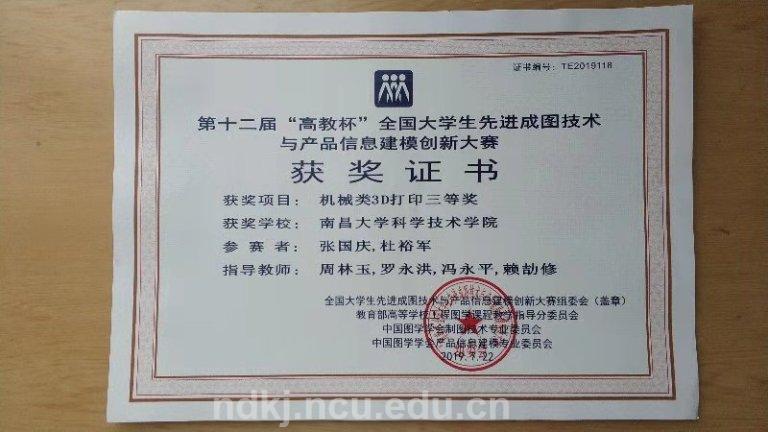 证书编号：TE2019118
第十二届“高教杯”全国大学生先进成图技术
与产品信息建模创新大赛
获奖证书
获奖项目：机械类3D打印三等奖
获奖学校：南昌大学科学技术学院
参赛者：张国庆,杜裕军
指导教师：周林玉,罗永洪,冯永平,赖劼修
全国大学生先进成图技术与产品信息建模创新大赛组委会（盖章）
教育部高等学校工程图学课程教学指导分委员会
中国图学学会制图技术专业委员会
中国图学学会产品信息建模专业委员会
2019.7.22
ndkj.ncu.edu.cn